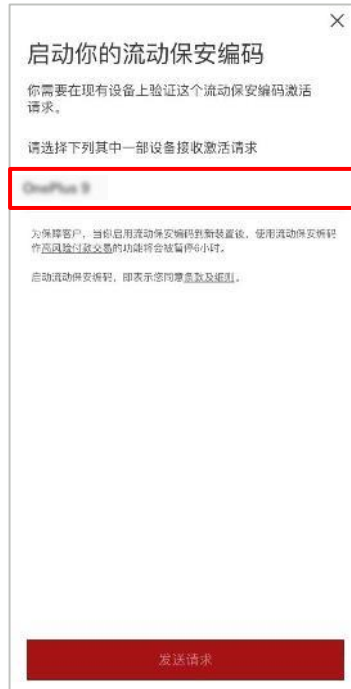 启动你的流动保安编码
你需要在现有设备上验证这个流动保安编码激活
请求。
请选择下列其中一部设备接收激活请求
OnePlus 9
为保障客户，当你启用流动保安编码到新装置后，使用流动保安编码
作高风险付款交易的功能将会被暂停6小时。
启动流动保安编码，即表示您同意条款及细则。
发送请求